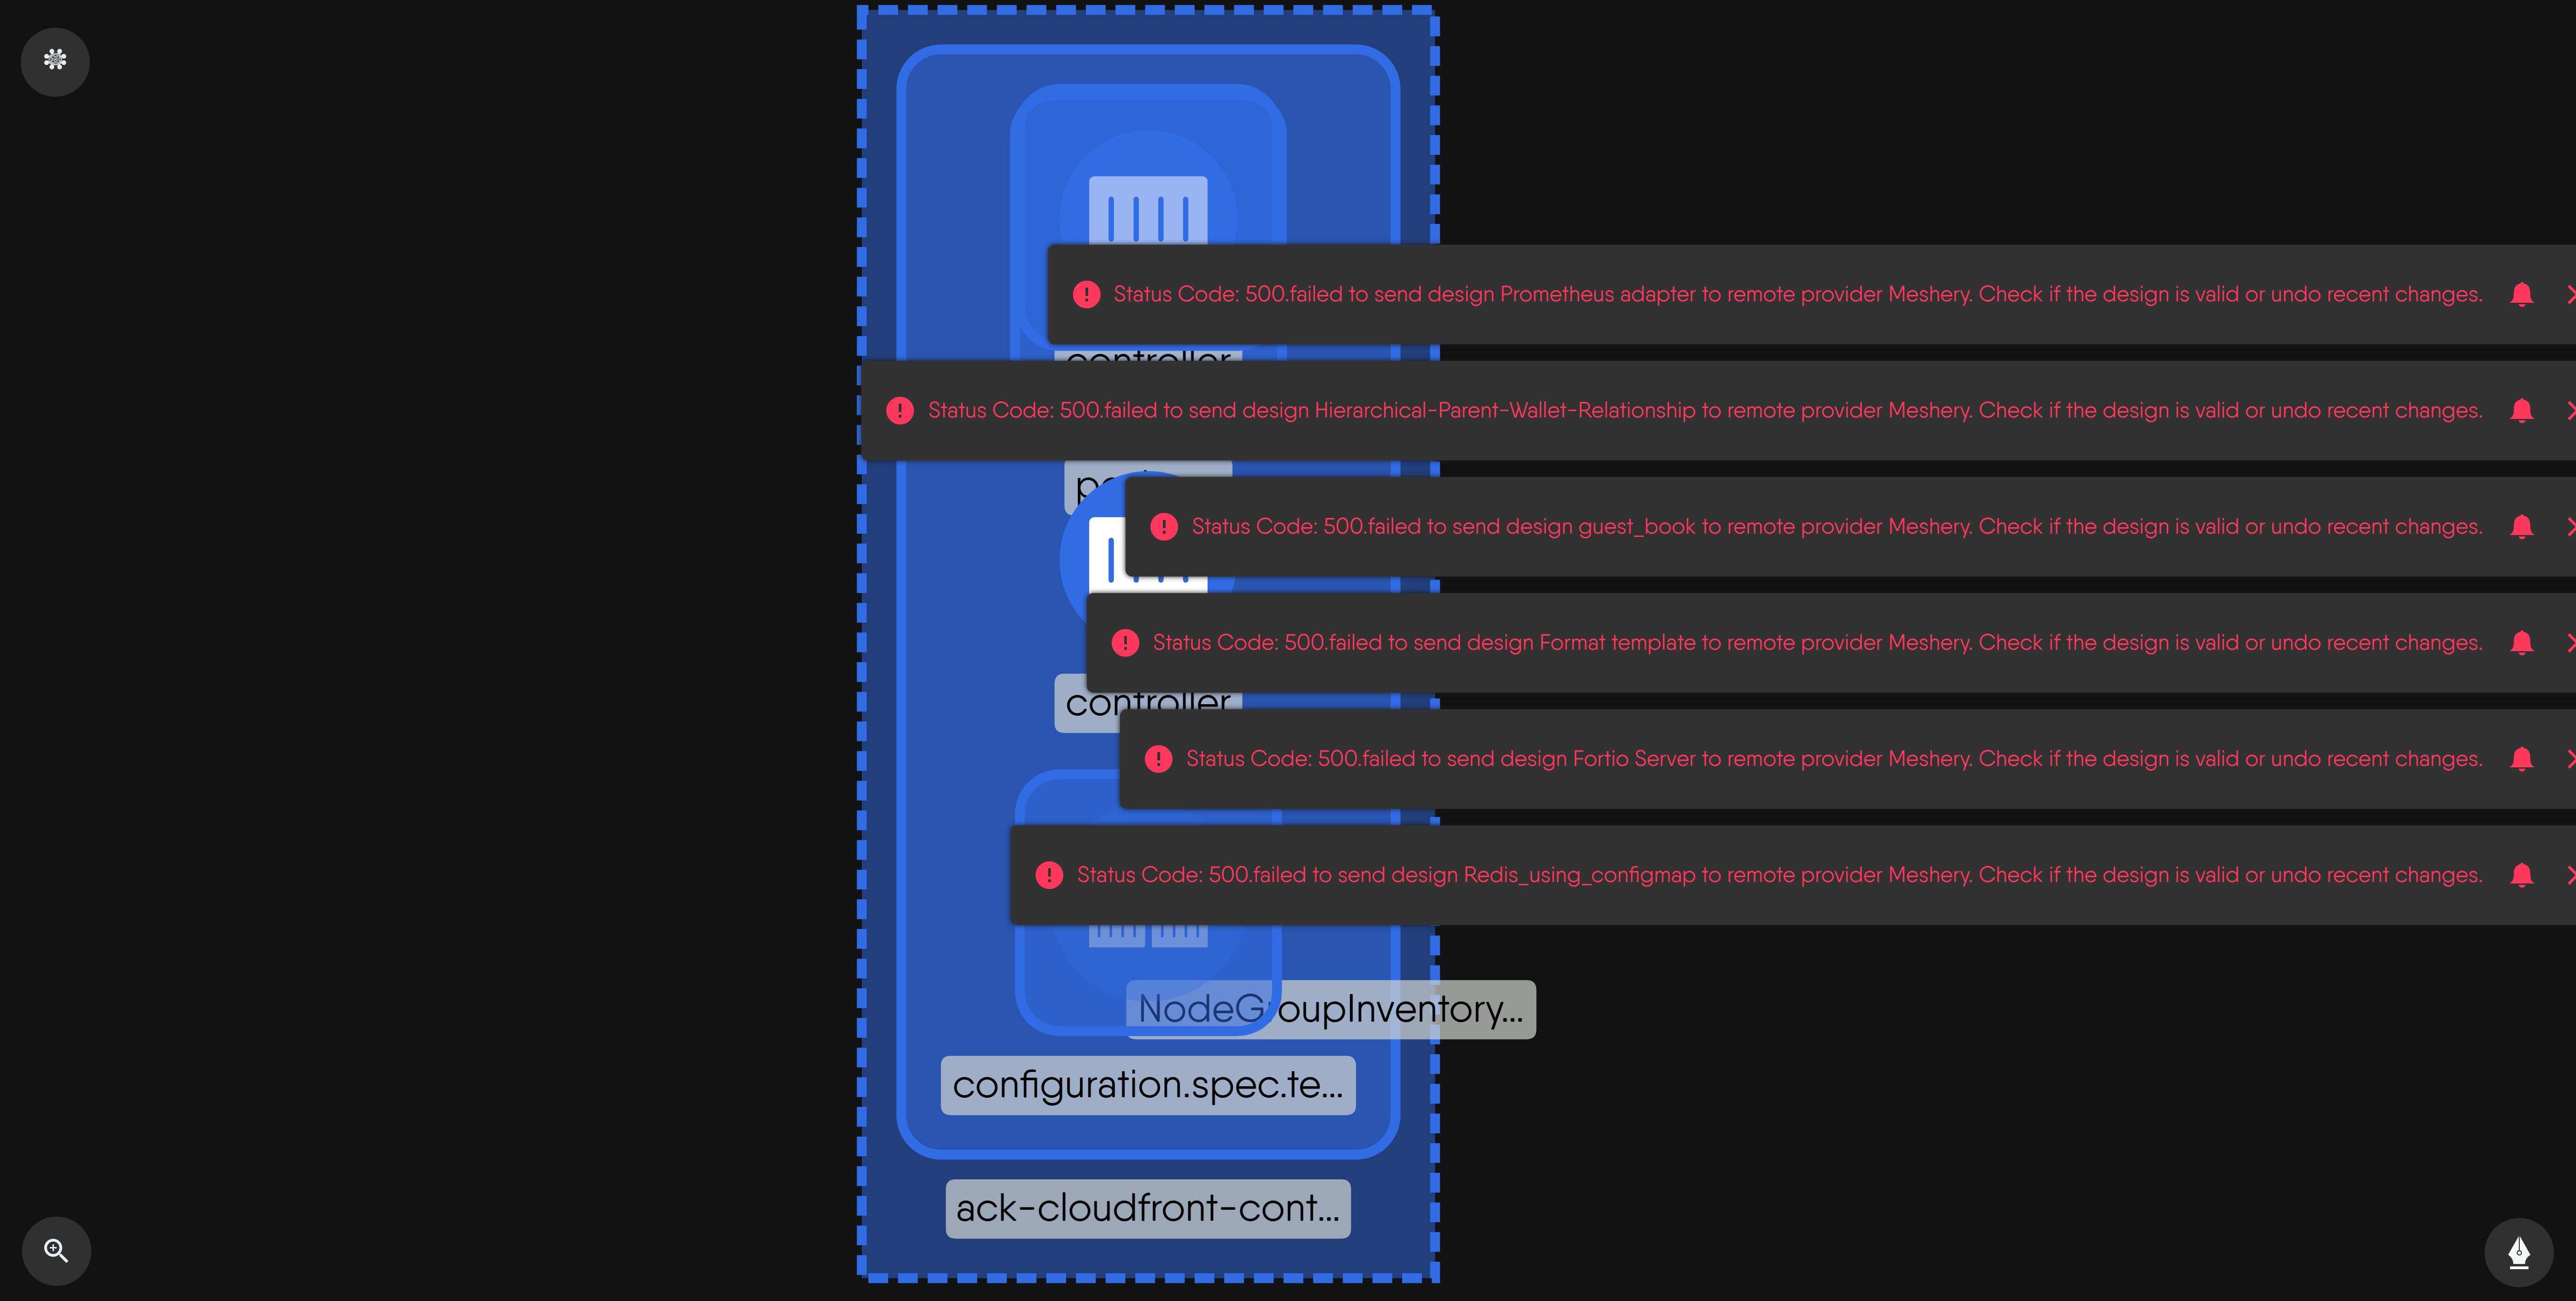 Status Code: 500.failed to send design Prometheus adapter to remote provider Meshery. Check if the design is valid or undo recent changes.
controller
Status Code: 500.failed to send design Hierarchical-Parent-Wallet-Relationship to remote provider Meshery. Check if the design is valid or undo recent changes.
Status Code: 500.failed to send design guest_book to remote provider Meshery. Check if the design is valid or undo recent changes.
Status Code: 500.failed to send design Format template to remote provider Meshery. Check if the design is valid or undo recent changes.
controller
Status Code: 500.failed to send design Fortio Server to remote provider Meshery. Check if the design is valid or undo recent changes.
Status Code: 500.failed to send design Redis_using_configmap to remote provider Meshery. Check if the design is valid or undo recent changes.
NodeGroupInventory...
configuration.spec.te...
ack-cloudfront-cont...